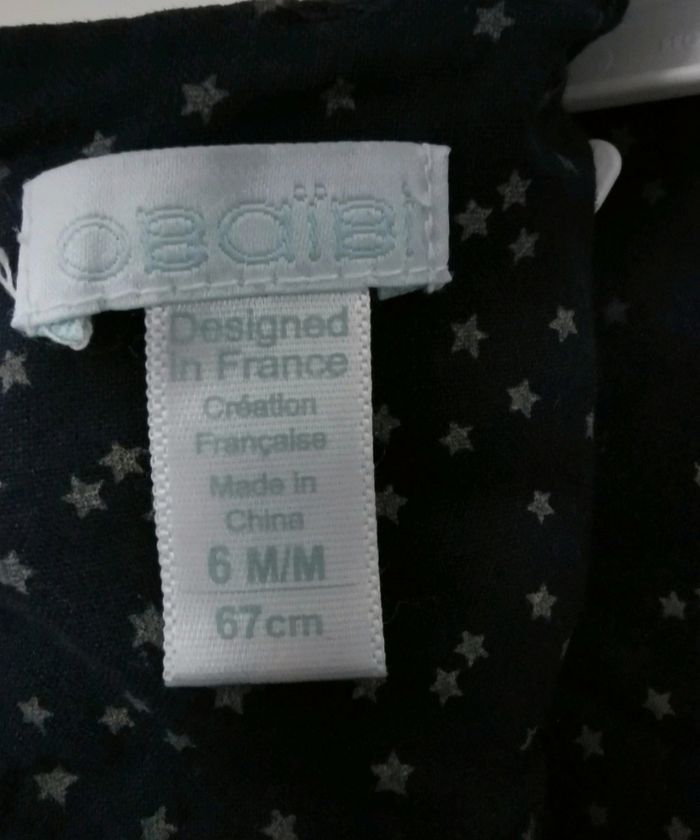 obaïbi
Designed
in France
Création
Française
Made in
China
6 M/M
67cm